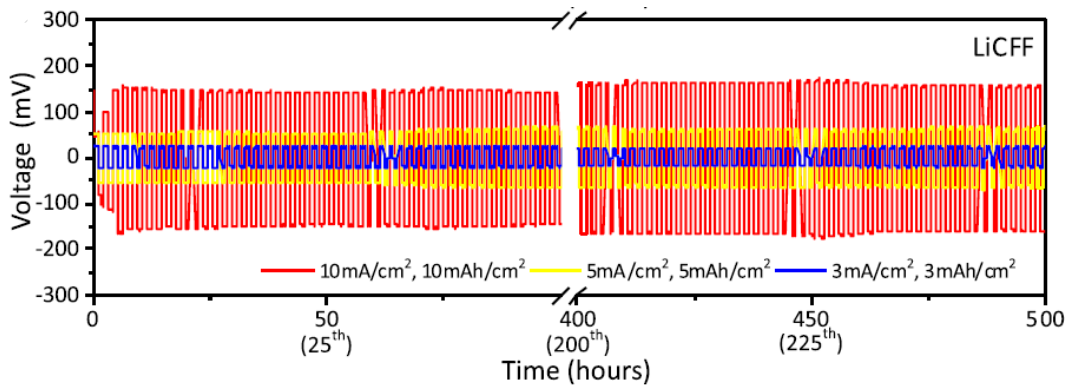 300
200
100
0
-100
-200
-300
Voltage (mV)
LiCFF
10mA/cm², 10mAh/cm² 5mA/cm², 5mAh/cm² 3mA/cm², 3mAh/cm²
0 50 400 450 500
(25th) (200th) (225th)
Time (hours)